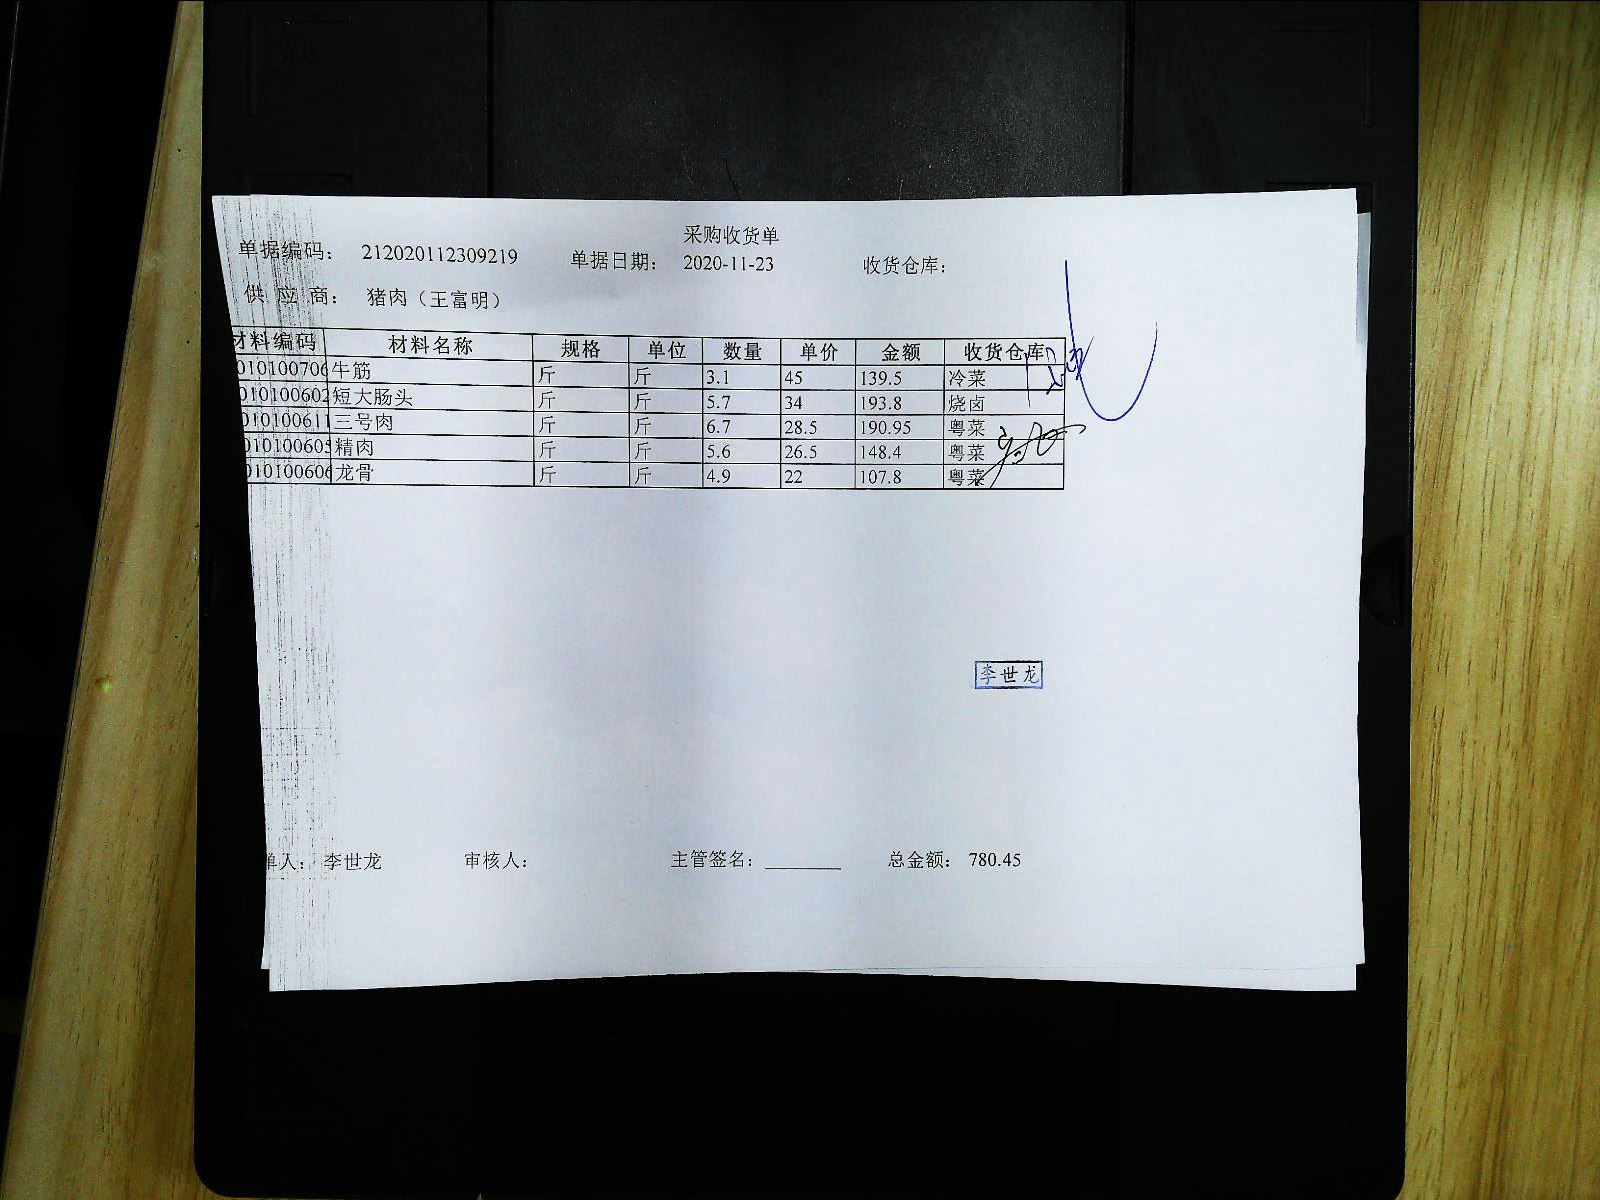 采购收货单
单据编码： 212020112309219 单据日期： 2020-11-23 收货仓库：
供 应 商： 猪肉（王富明）
材料编码 材料名称 规格 单位 数量 单价 金额 收货仓库
010100706 牛筋 斤 斤 3.1 45 139.5 冷菜
010100602 短大肠头 斤 斤 5.7 34 193.8 烧卤
010100611 三号肉 斤 斤 6.7 28.5 190.95 粤菜
010100605 精肉 斤 斤 5.6 26.5 148.4 粤菜
010100606 龙骨 斤 斤 4.9 22 107.8 粤菜
李世龙
单人： 李世龙 审核人： 主管签名： ________ 总金额： 780.45